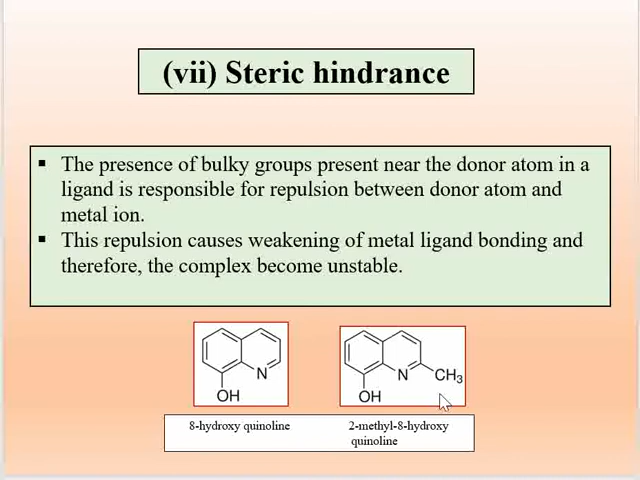 (vii) Steric hindrance
▪ The presence of bulky groups present near the donor atom in a
ligand is responsible for repulsion between donor atom and
metal ion.
▪ This repulsion causes weakening of metal ligand bonding and
therefore, the complex become unstable.
N
OH
N
CH3
OH
8-hydroxy quinoline
2-methyl-8-hydroxy
quinoline